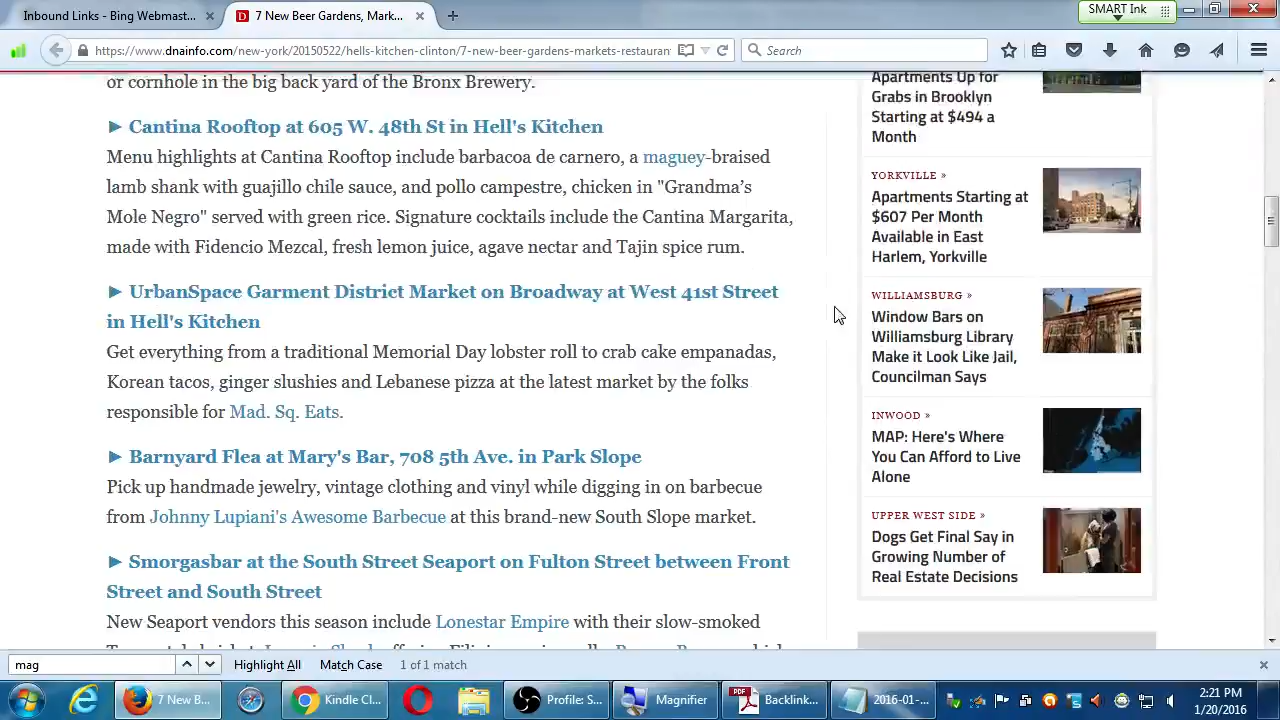 Inbound Links - Bing Webmast...
7 New Beer Gardens, Mark...
SMART Ink
https://www.dnainfo.com/new-york/20150522/hells-kitchen-clinton/7-new-beer-gardens-markets-restauran
Search
or cornhole in the big back yard of the Bronx Brewery.
► Cantina Rooftop at 605 W. 48th St in Hell's Kitchen
Menu highlights at Cantina Rooftop include barbacoa de carnero, a maguey-braised
lamb shank with guajillo chile sauce, and pollo campestre, chicken in "Grandma's
Mole Negro" served with green rice. Signature cocktails include the Cantina Margarita,
made with Fidencio Mezcal, fresh lemon juice, agave nectar and Tajin spice rum.
► UrbanSpace Garment District Market on Broadway at West 41st Street
in Hell's Kitchen
Get everything from a traditional Memorial Day lobster roll to crab cake empanadas,
Korean tacos, ginger slushies and Lebanese pizza at the latest market by the folks
responsible for Mad. Sq. Eats.
► Barnyard Flea at Mary's Bar, 708 5th Ave. in Park Slope
Pick up handmade jewelry, vintage clothing and vinyl while digging in on barbecue
from Johnny Lupiani's Awesome Barbecue at this brand-new South Slope market.
► Smorgasbar at the South Street Seaport on Fulton Street between Front
Street and South Street
New Seaport vendors this season include Lonestar Empire with their slow-smoked
Apartments Up for
Grabs in Brooklyn
Starting at $494 a
Month
YORKVILLE »
Apartments Starting at
$607 Per Month
Available in East
Harlem, Yorkville
WILLIAMSBURG »
Window Bars on
Williamsburg Library
Make it Look Like Jail,
Councilman Says
INWOOD »
MAP: Here's Where
You Can Afford to Live
Alone
UPPER WEST SIDE »
Dogs Get Final Say in
Growing Number of
Real Estate Decisions
mag
Highlight All
Match Case
1 of 1 match
7 New B...
Kindle Cl...
Profile: S...
Magnifier
Backlink...
2016-01-...
2:21 PM
1/20/2016